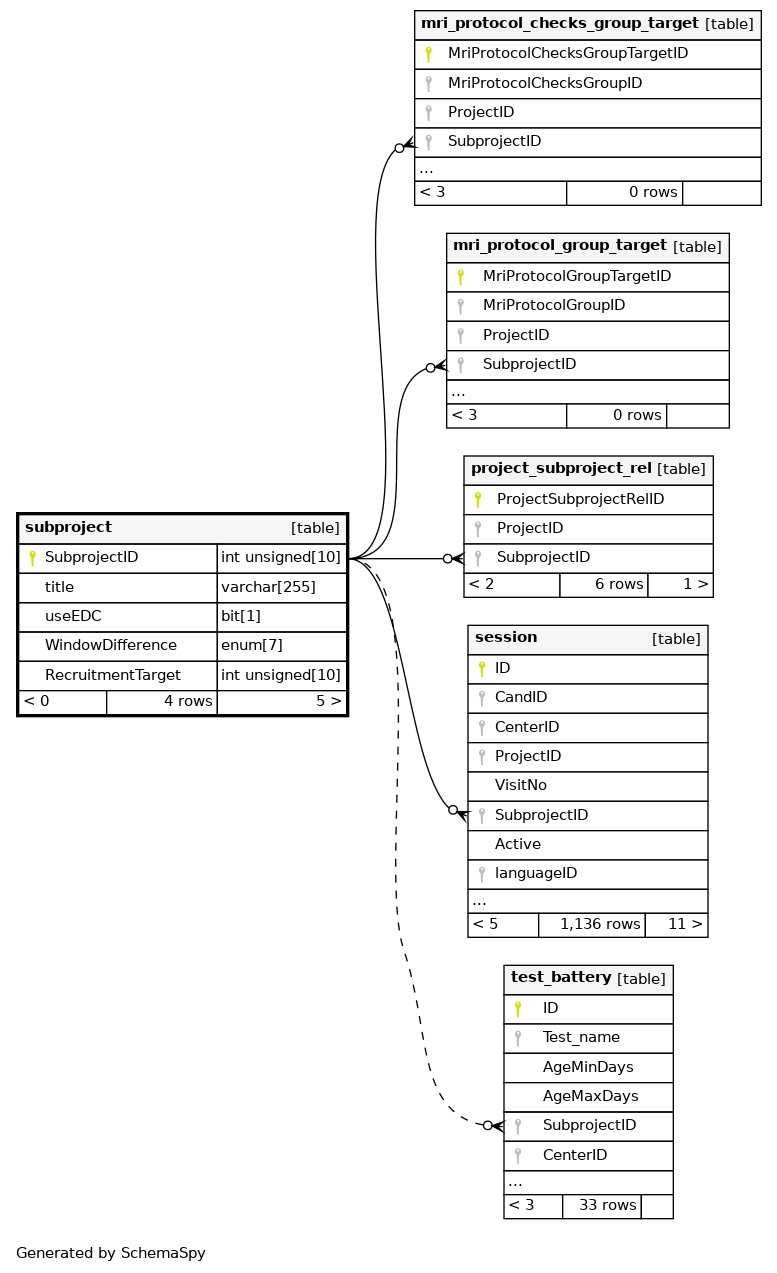 mri_protocol_checks_group_target [table]
MriProtocolChecksGroupTargetID
MriProtocolChecksGroupID
ProjectID
SubprojectID
...
< 3 0 rows
mri_protocol_group_target [table]
MriProtocolGroupTargetID
MriProtocolGroupID
ProjectID
SubprojectID
...
< 3 0 rows
project_subproject_rel [table]
ProjectSubprojectRelID
ProjectID
SubprojectID
< 2 6 rows 1 >
subproject [table]
SubprojectID int unsigned[10]
title varchar[255]
useEDC bit[1]
WindowDifference enum[7]
RecruitmentTarget int unsigned[10]
< 0 4 rows 5 >
session [table]
ID
CandID
CenterID
ProjectID
VisitNo
SubprojectID
Active
languageID
...
< 5 1,136 rows 11 >
test_battery [table]
ID
Test_name
AgeMinDays
AgeMaxDays
SubprojectID
CenterID
...
< 3 33 rows
Generated by SchemaSpy